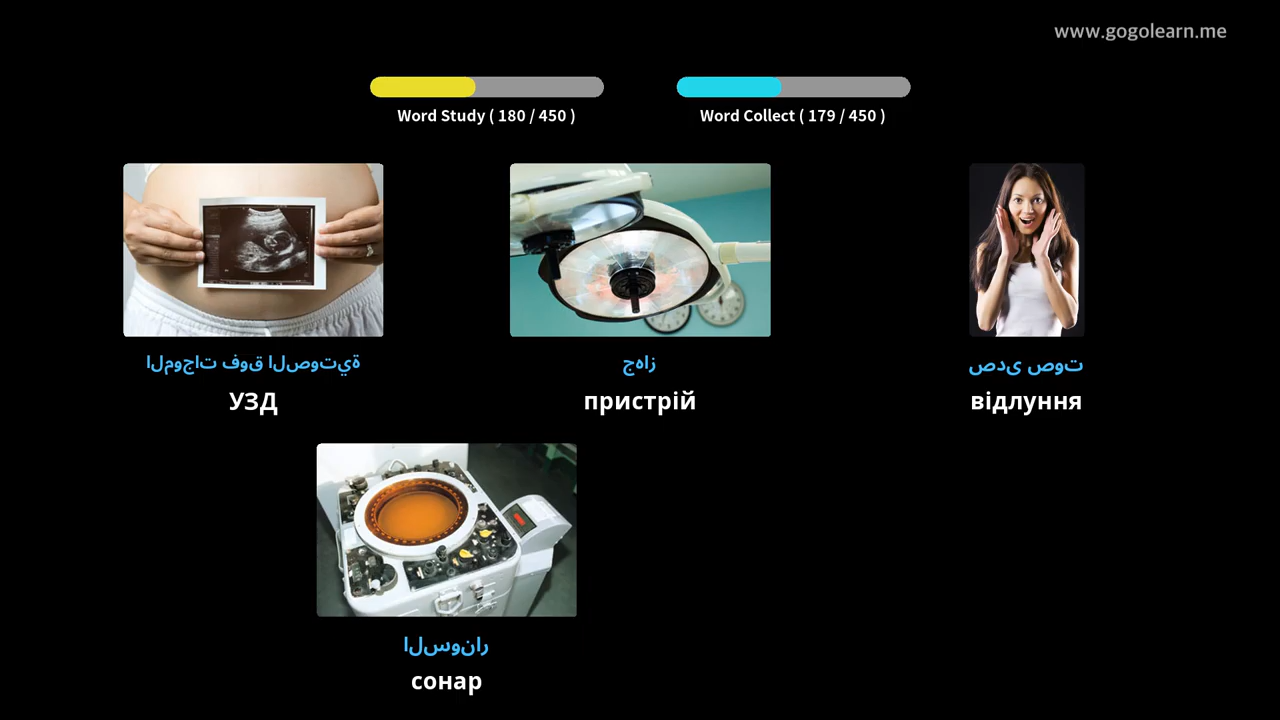 www.gogolearn.me
Word Study ( 180 / 450 )
Word Collect ( 179 / 450 )
الموجات فوق الصوتية
УЗД
جهاز
пристрій
صدى صوت
відлуння
السونار
сонар